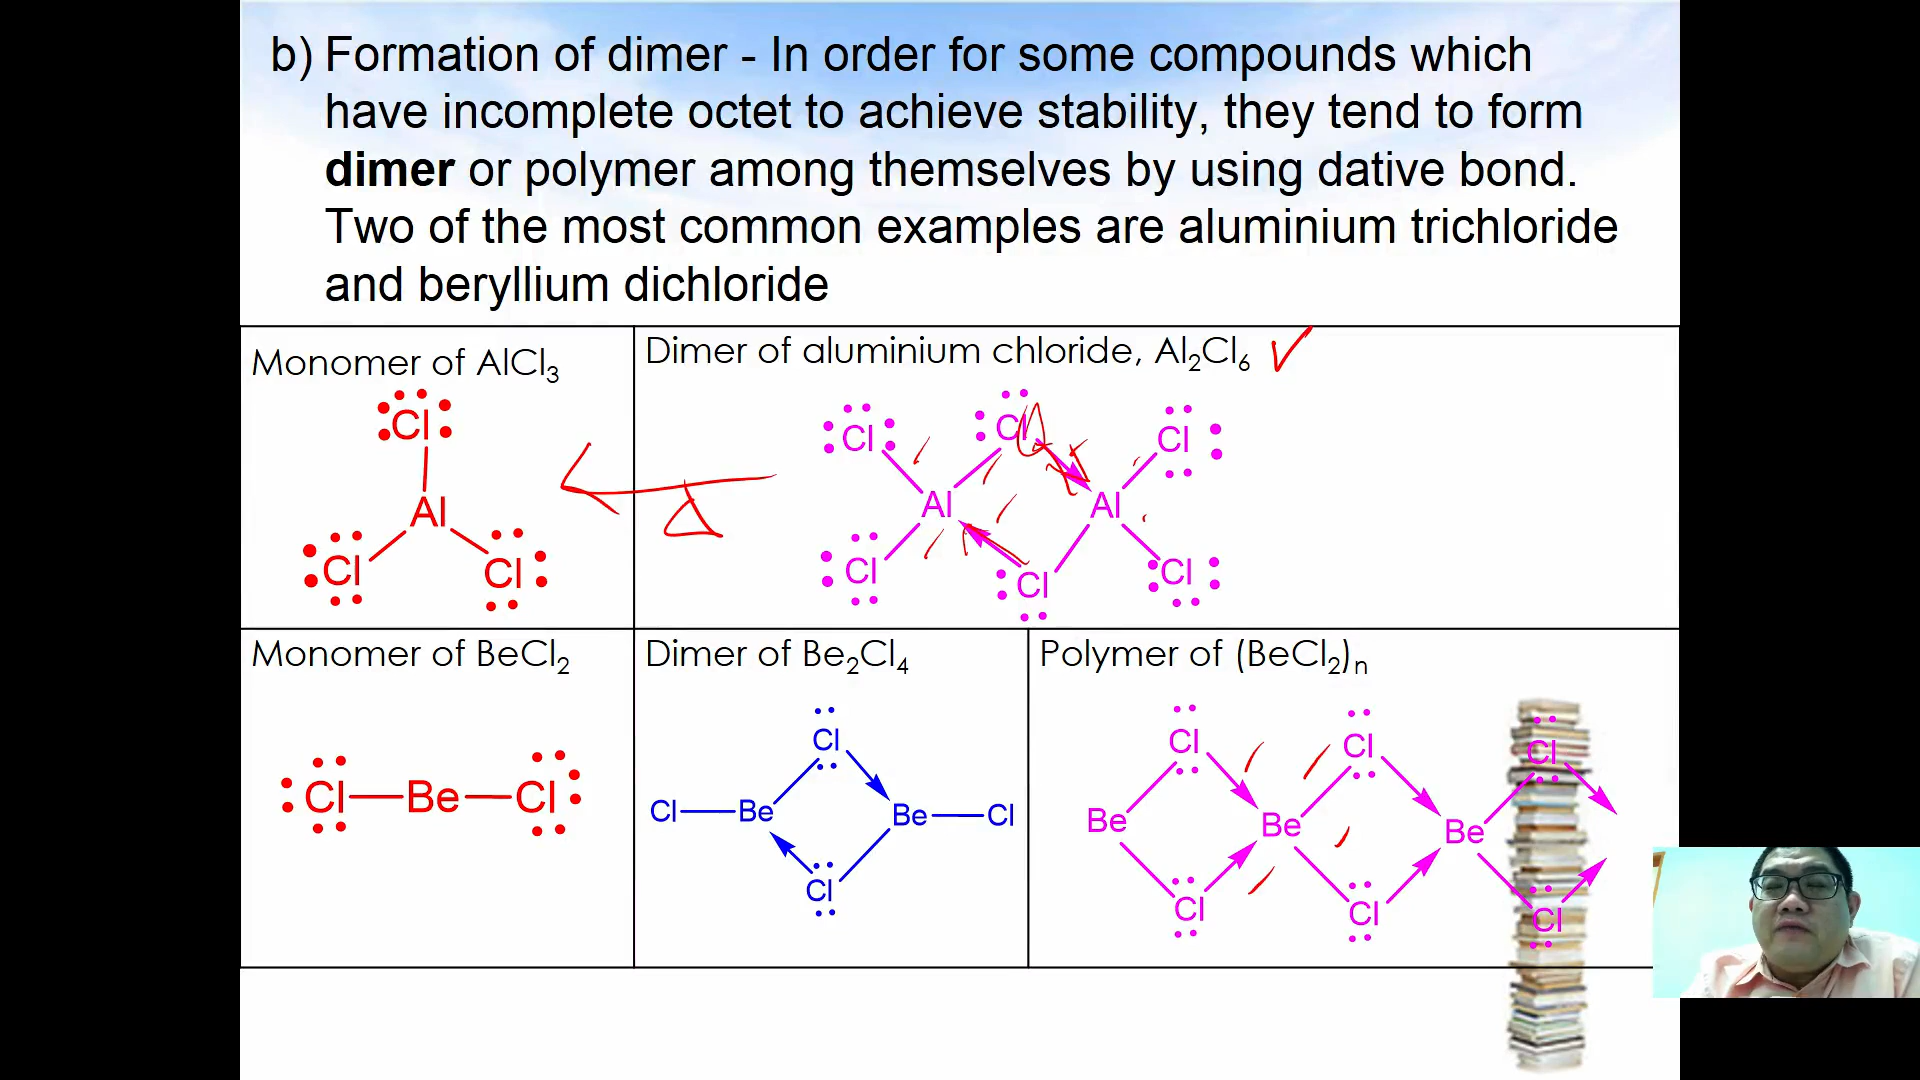 b) Formation of dimer - In order for some compounds which
have incomplete octet to achieve stability, they tend to form
dimer or polymer among themselves by using dative bond.
Two of the most common examples are aluminium trichloride
and beryllium dichloride
Monomer of AlCl₃
Cl
Al
Cl Cl
Dimer of aluminium chloride, Al₂Cl₆ ✓
Cl Cl Cl
Al Al
Cl Cl Cl
Δ
Monomer of BeCl₂
Cl Be Cl
Dimer of Be₂Cl₄
Cl
Cl Be Be Cl
Cl
Polymer of (BeCl₂)ₙ
Cl Cl Cl
Be Be Be
Cl Cl Cl